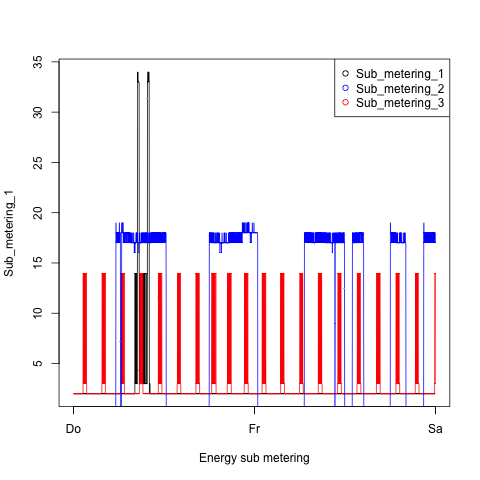 Sub_metering_1
Sub_metering_2
Sub_metering_3
35
30
25
20
15
10
5
Sub_metering_1
Do
Fr
Sa
Energy sub metering